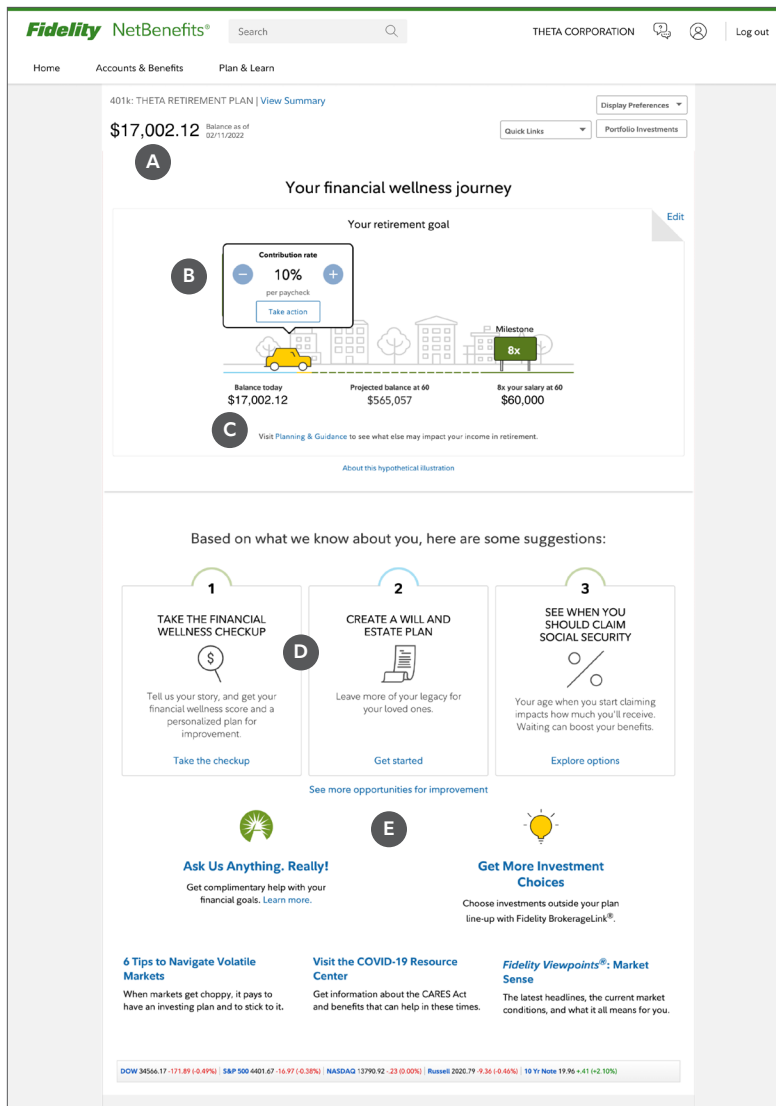 Fidelity NetBenefits®
Search
THETA CORPORATION
Log out
Home
Accounts & Benefits
Plan & Learn
401k: THETA RETIREMENT PLAN | View Summary
Display Preferences
$17,002.12
Balance as of
02/11/2022
Quick Links
Portfolio Investments
A
Your financial wellness journey
Edit
Your retirement goal
B
Contribution rate
− 10% +
per paycheck
Take action
Milestone
8x
Balance today
$17,002.12
Projected balance at 60
$565,057
8x your salary at 60
$60,000
C
Visit Planning & Guidance to see what else may impact your income in retirement.
About this hypothetical illustration
Based on what we know about you, here are some suggestions:
1
TAKE THE FINANCIAL
WELLNESS CHECKUP
$
Tell us your story, and get your
financial wellness score and a
personalized plan for
improvement.
Take the checkup
D
2
CREATE A WILL AND
ESTATE PLAN
Leave more of your legacy for
your loved ones.
Get started
3
SEE WHEN YOU
SHOULD CLAIM
SOCIAL SECURITY
Your age when you start claiming
impacts how much you'll receive.
Waiting can boost your benefits.
Explore options
See more opportunities for improvement
E
Ask Us Anything. Really!
Get complimentary help with your
financial goals. Learn more.
Get More Investment
Choices
Choose investments outside your plan
line-up with Fidelity BrokerageLink®.
6 Tips to Navigate Volatile
Markets
When markets get choppy, it pays to
have an investing plan and to stick to it.
Visit the COVID-19 Resource
Center
Get information about the CARES Act
and benefits that can help in these times.
Fidelity Viewpoints®: Market
Sense
The latest headlines, the current market
conditions, and what it all means for you.
DOW 34566.17 -171.89 (-0.49%) | S&P 500 4401.67 -16.97 (-0.38%) | NASDAQ 13790.92 -.23 (0.00%) | Russell 2020.79 -9.36 (-0.46%) | 10 Yr Note 19.96 +.41 (+2.10%)